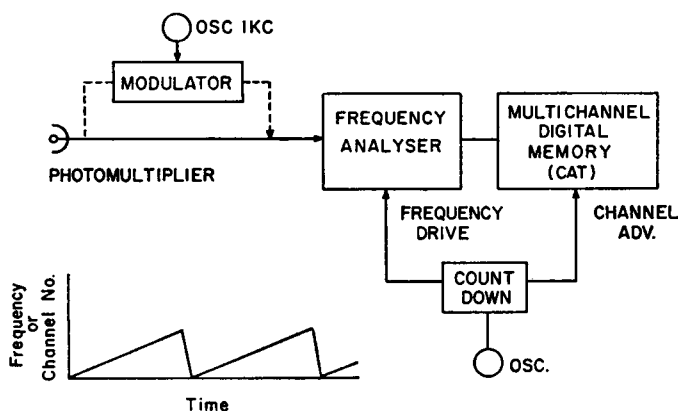 OSC 1KC
MODULATOR
PHOTOMULTIPLIER
FREQUENCY
ANALYSER
MULTICHANNEL
DIGITAL
MEMORY
(CAT)
FREQUENCY
DRIVE
CHANNEL
ADV.
COUNT
DOWN
OSC.
Frequency
or
Channel No.
Time